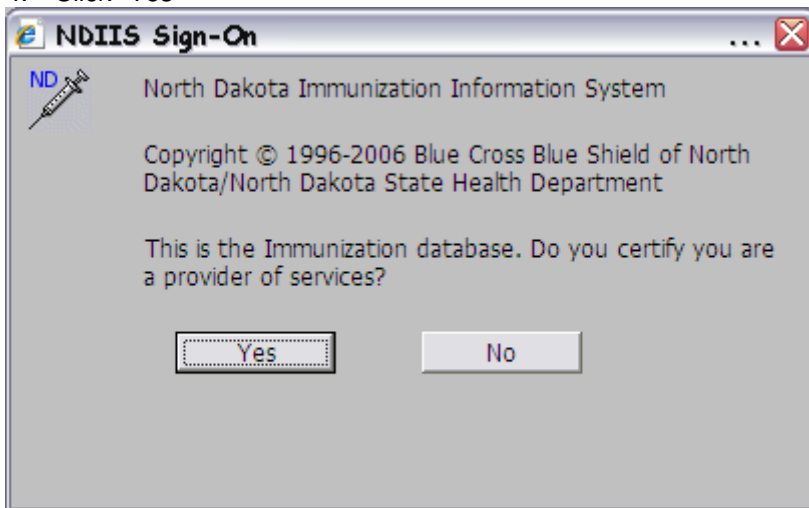 NDIIS Sign-On ...
ND
North Dakota Immunization Information System
Copyright © 1996-2006 Blue Cross Blue Shield of North
Dakota/North Dakota State Health Department
This is the Immunization database. Do you certify you are
a provider of services?
Yes No